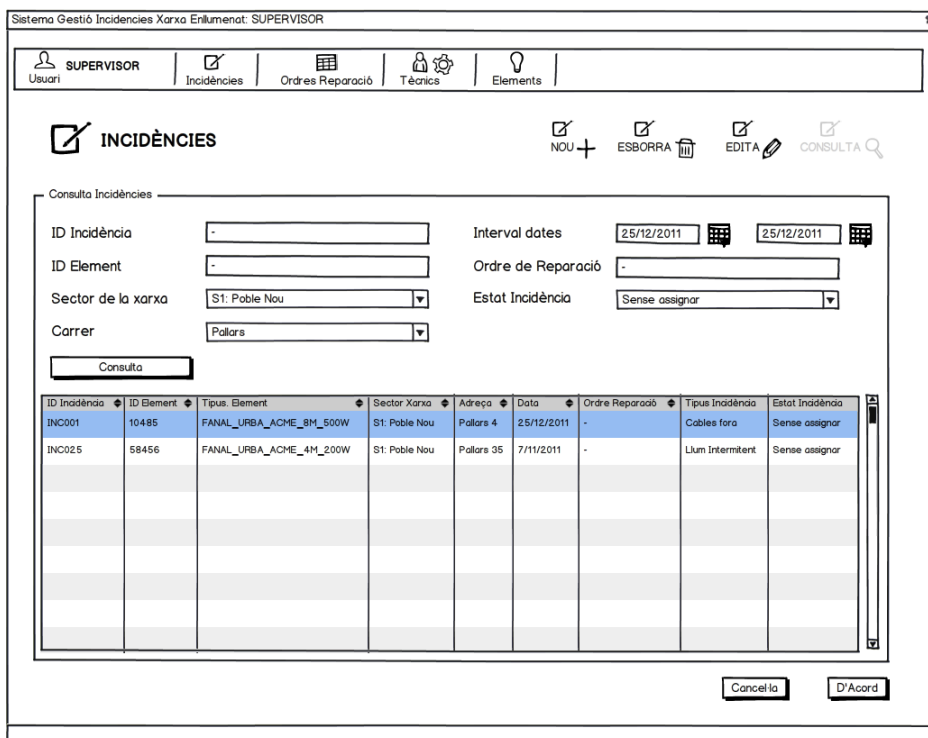 Sistema Gestió Incidencies Xarxa Enllumenat: SUPERVISOR
SUPERVISOR
Usuari
Incidències
Ordres Reparació
Tècnics
Elements
INCIDÈNCIES
NOU
ESBORRA
EDITA
CONSULTA
Consulta Incidències
ID Incidència -
Interval dates 25/12/2011 25/12/2011
ID Element -
Ordre de Reparació -
Sector de la xarxa S1: Poble Nou
Estat Incidència Sense assignar
Carrer Pallars
Consulta
ID Incidència ID Element Tipus. Element Sector Xarxa Adreça Data Ordre Reparació Tipus Incidència Estat Incidència
INC001 10485 FANAL_URBA_ACME_8M_500W S1: Poble Nou Pallars 4 25/12/2011 - Cables fora Sense assignar
INC025 58456 FANAL_URBA_ACME_4M_200W S1: Poble Nou Pallars 35 7/11/2011 - Llum Intermitent Sense assignar
Cancel·la
D'Acord